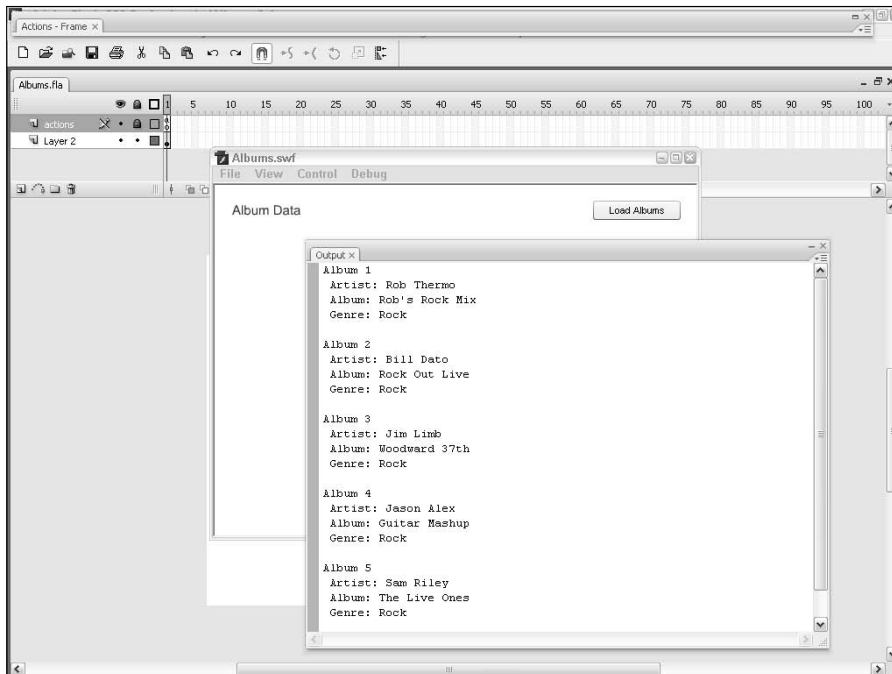 Actions - Frame ×
Albums.fla
1 5 10 15 20 25 30 35 40 45 50 55 60 65 70 75 80 85 90 95 100
actions
Layer 2
Albums.swf
File View Control Debug
Album Data
Load Albums
Output ×
Album 1
Artist: Rob Thermo
Album: Rob's Rock Mix
Genre: Rock
Album 2
Artist: Bill Dato
Album: Rock Out Live
Genre: Rock
Album 3
Artist: Jim Limb
Album: Woodward 37th
Genre: Rock
Album 4
Artist: Jason Alex
Album: Guitar Mashup
Genre: Rock
Album 5
Artist: Sam Riley
Album: The Live Ones
Genre: Rock